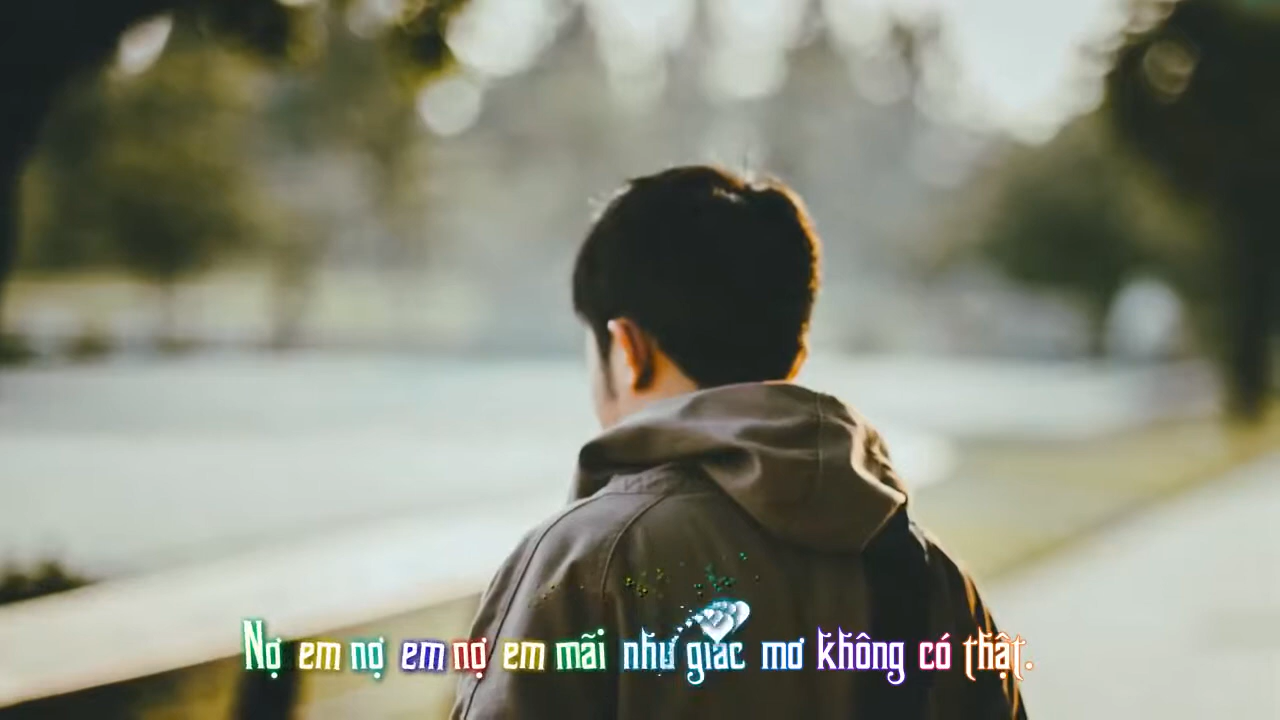 Nợ em nợ em nợ em mãi như giấc mơ không có thật.